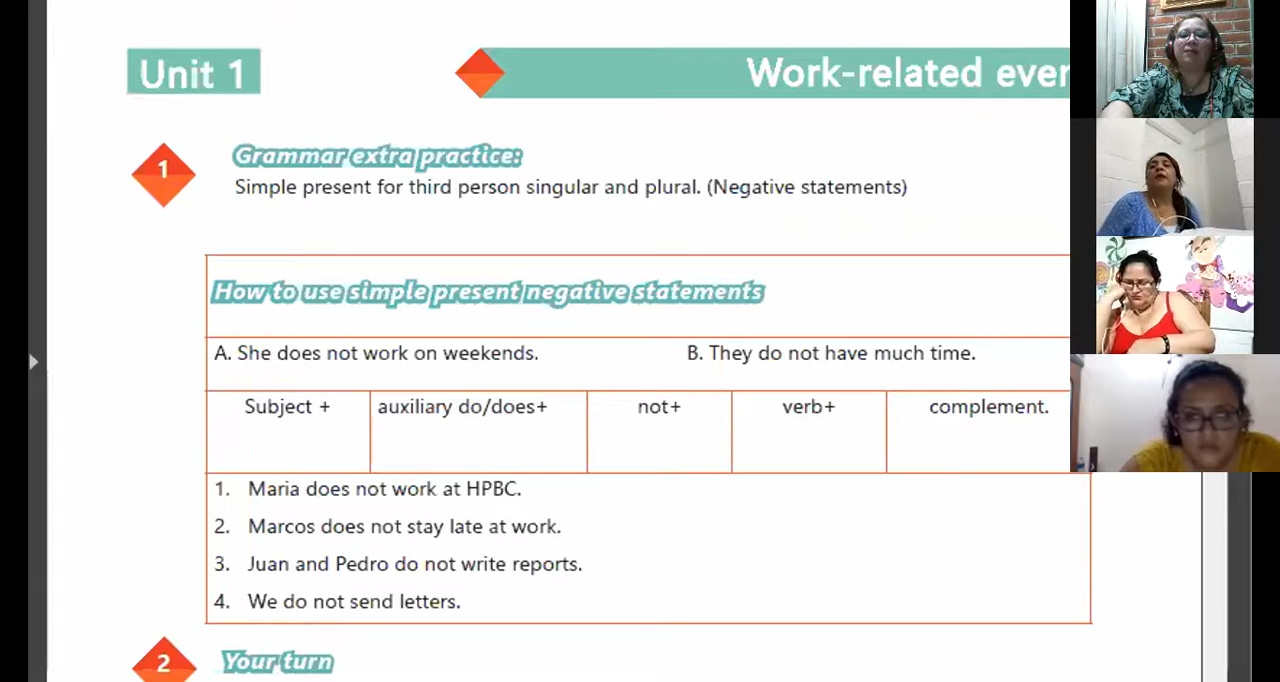 Unit 1
Work-related ever
1
Grammar extra practice:
Simple present for third person singular and plural. (Negative statements)
How to use simple present negative statements
A. She does not work on weekends. B. They do not have much time.
Subject + auxiliary do/does+ not+ verb+ complement.
1. Maria does not work at HPBC.
2. Marcos does not stay late at work.
3. Juan and Pedro do not write reports.
4. We do not send letters.
2
Your turn